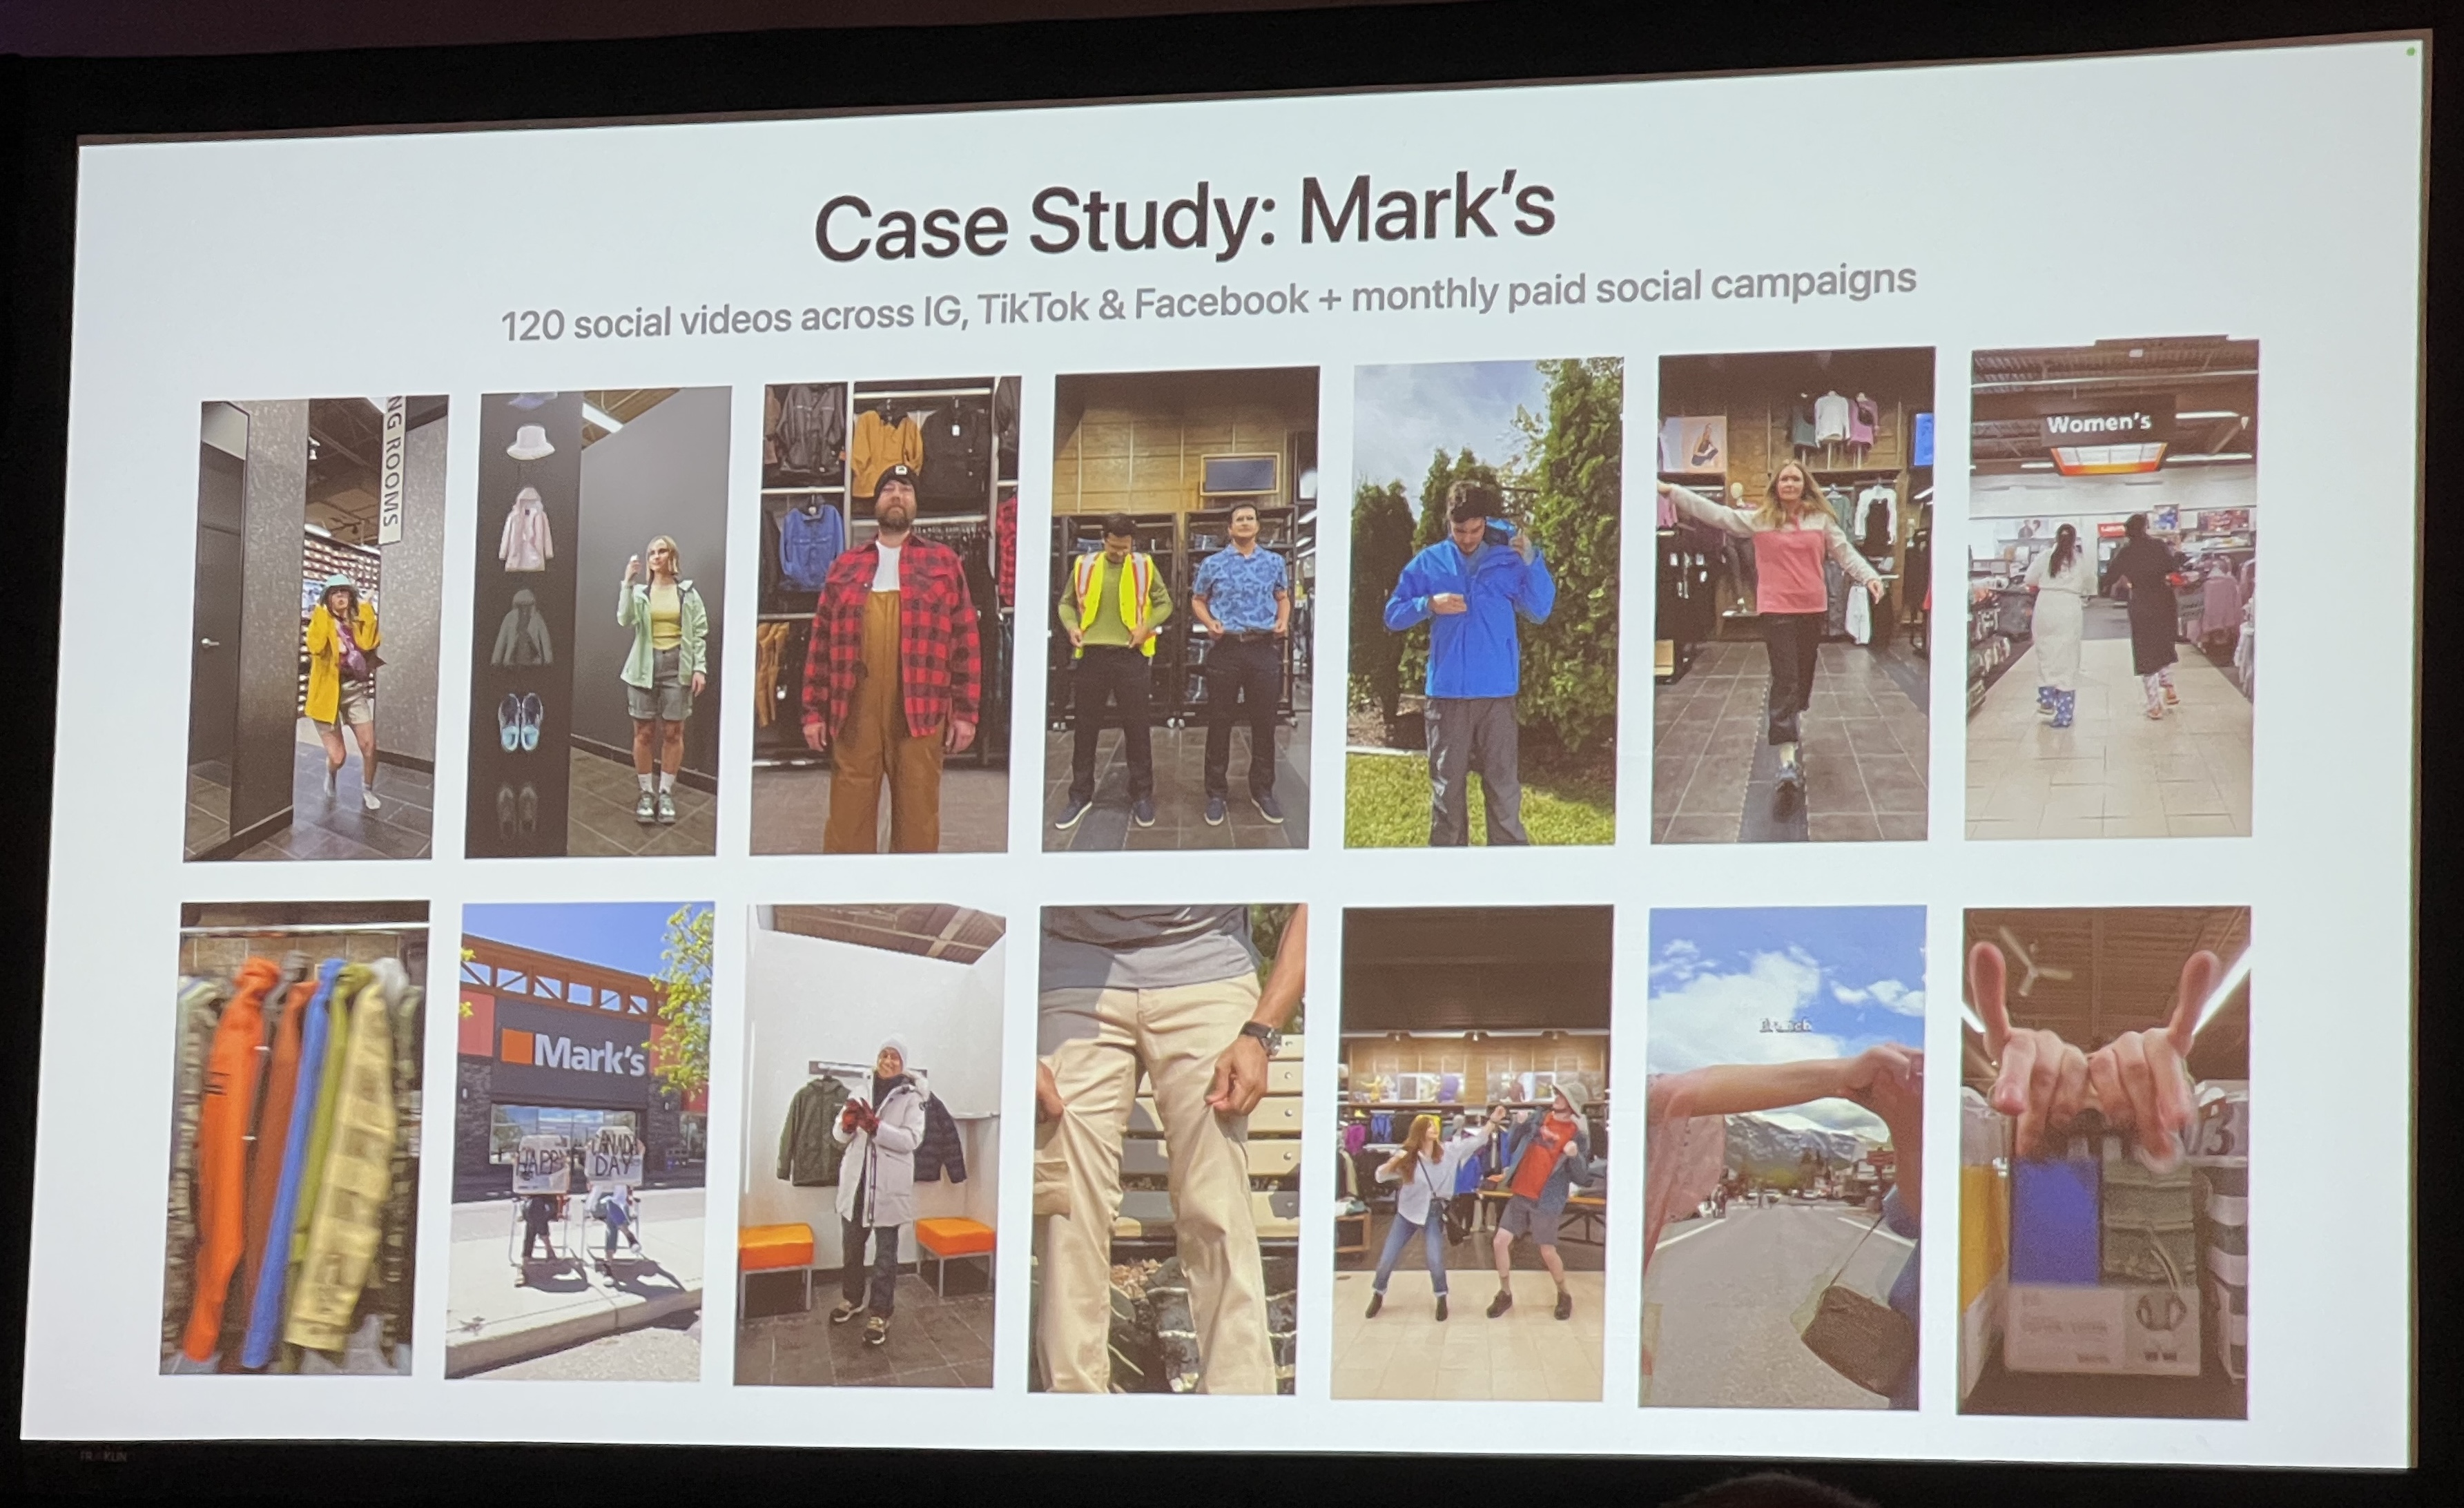 Case Study: Mark's
120 social videos across IG, TikTok & Facebook + monthly paid social campaigns
NG ROOMS
Women's
Mark's
HAPPY
CANADA
DAY